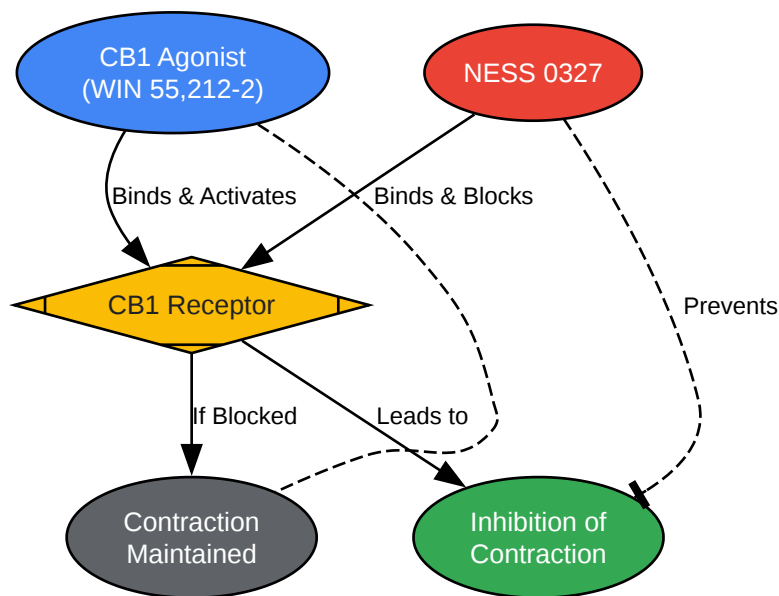 CB1 Agonist
(WIN 55,212-2)
NESS 0327
Binds & Activates
Binds & Blocks
CB1 Receptor
Prevents
If Blocked
Leads to
Contraction
Maintained
Inhibition of
Contraction